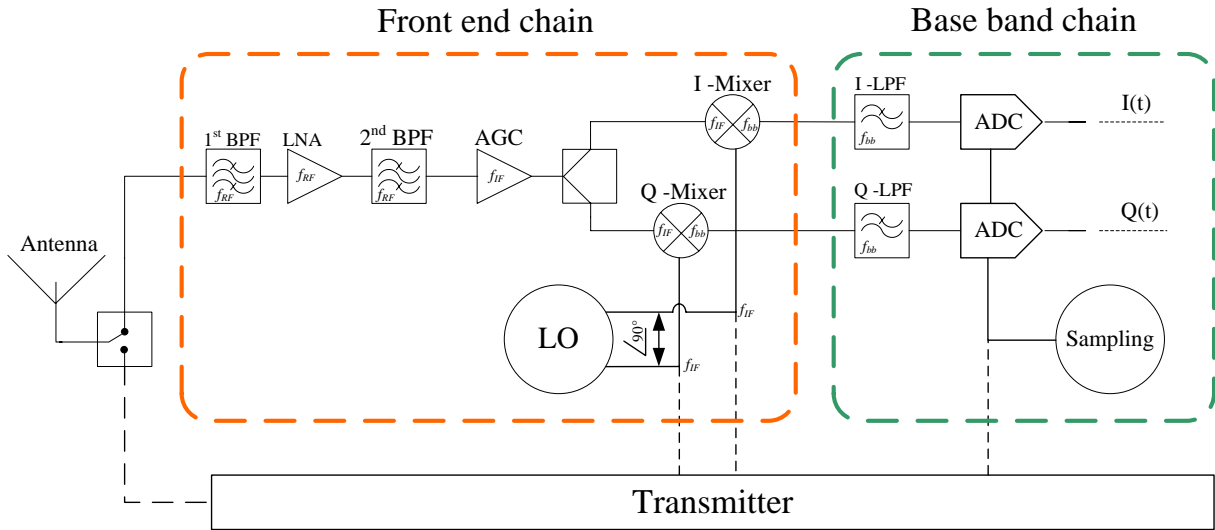 Front end chain
Base band chain
I -Mixer
I -LPF
1st BPF
LNA
2nd BPF
AGC
f_IF
f_bb
f_bb
ADC
I(t)
f_RF
f_RF
f_RF
f_IF
Q -Mixer
Q -LPF
f_IF
f_bb
f_bb
ADC
Q(t)
Antenna
LO
∠90°
f_IF
f_IF
Sampling
Transmitter